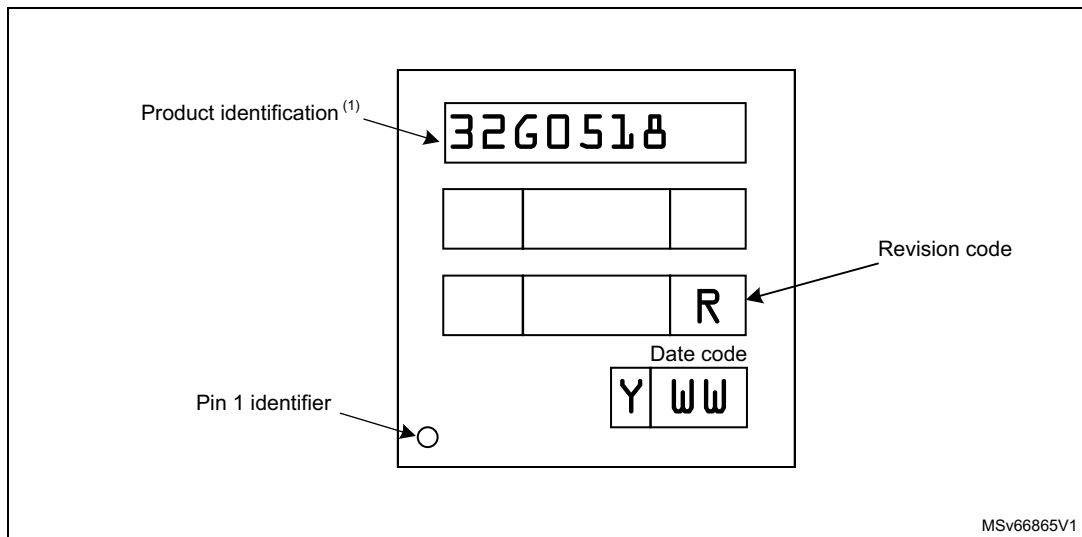 Product identification (1)
32G0518
Revision code
R
Date code
Y WW
Pin 1 identifier
MSv66865V1